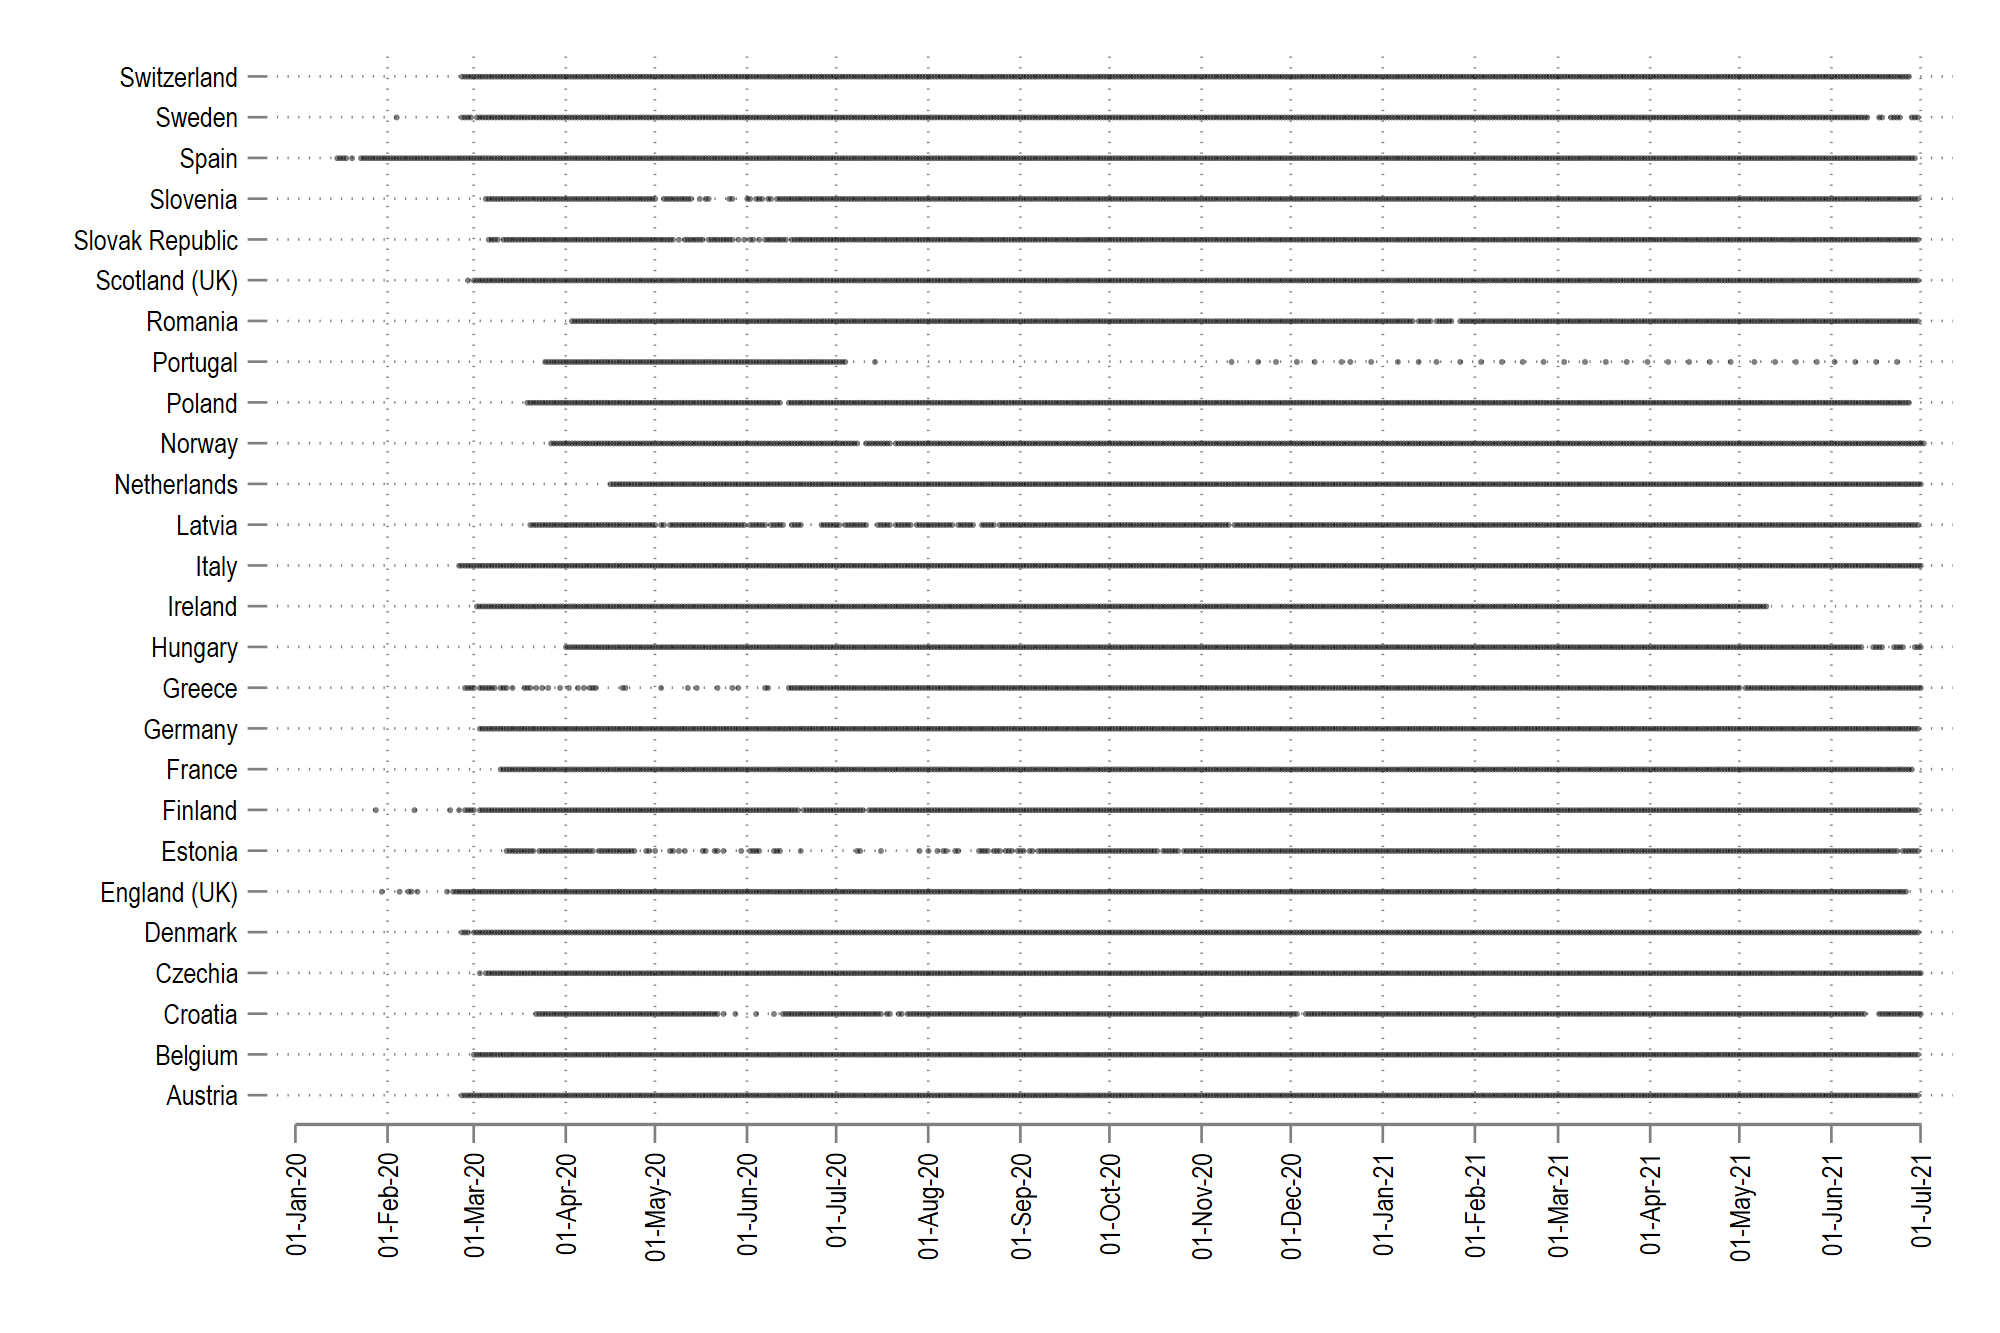 Switzerland
Sweden
Spain
Slovenia
Slovak Republic
Scotland (UK)
Romania
Portugal
Poland
Norway
Netherlands
Latvia
Italy
Ireland
Hungary
Greece
Germany
France
Finland
Estonia
England (UK)
Denmark
Czechia
Croatia
Belgium
Austria
01-Jan-20
01-Feb-20
01-Mar-20
01-Apr-20
01-May-20
01-Jun-20
01-Jul-20
01-Aug-20
01-Sep-20
01-Oct-20
01-Nov-20
01-Dec-20
01-Jan-21
01-Feb-21
01-Mar-21
01-Apr-21
01-May-21
01-Jun-21
01-Jul-21